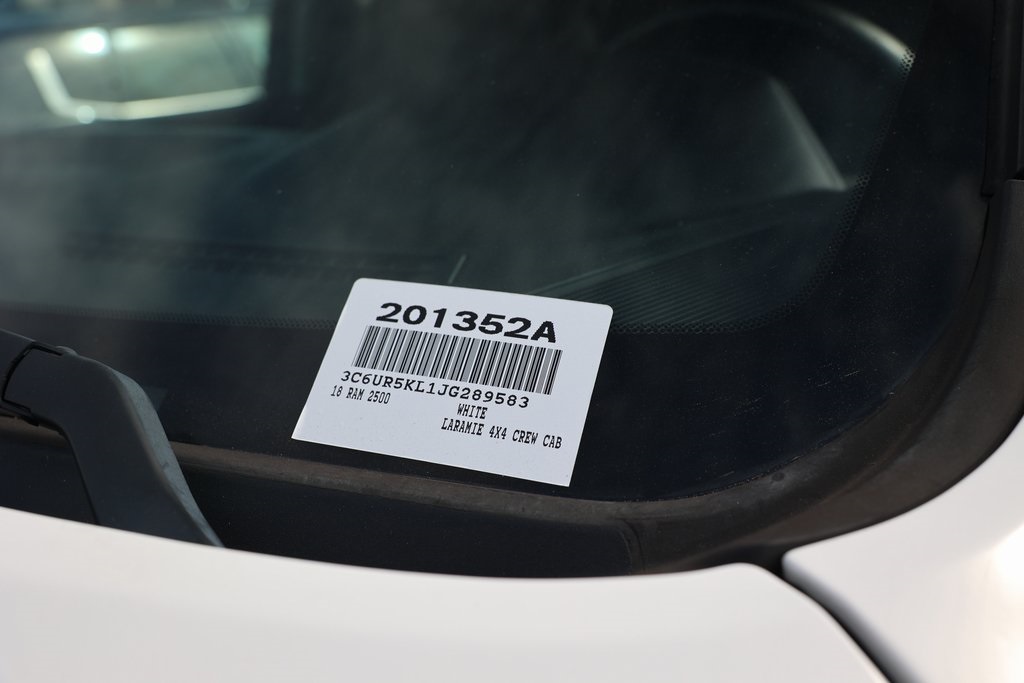 201352A
3C6UR5KL1JG289583
18 RAM 2500
WHITE
LARAMIE 4X4 CREW CAB